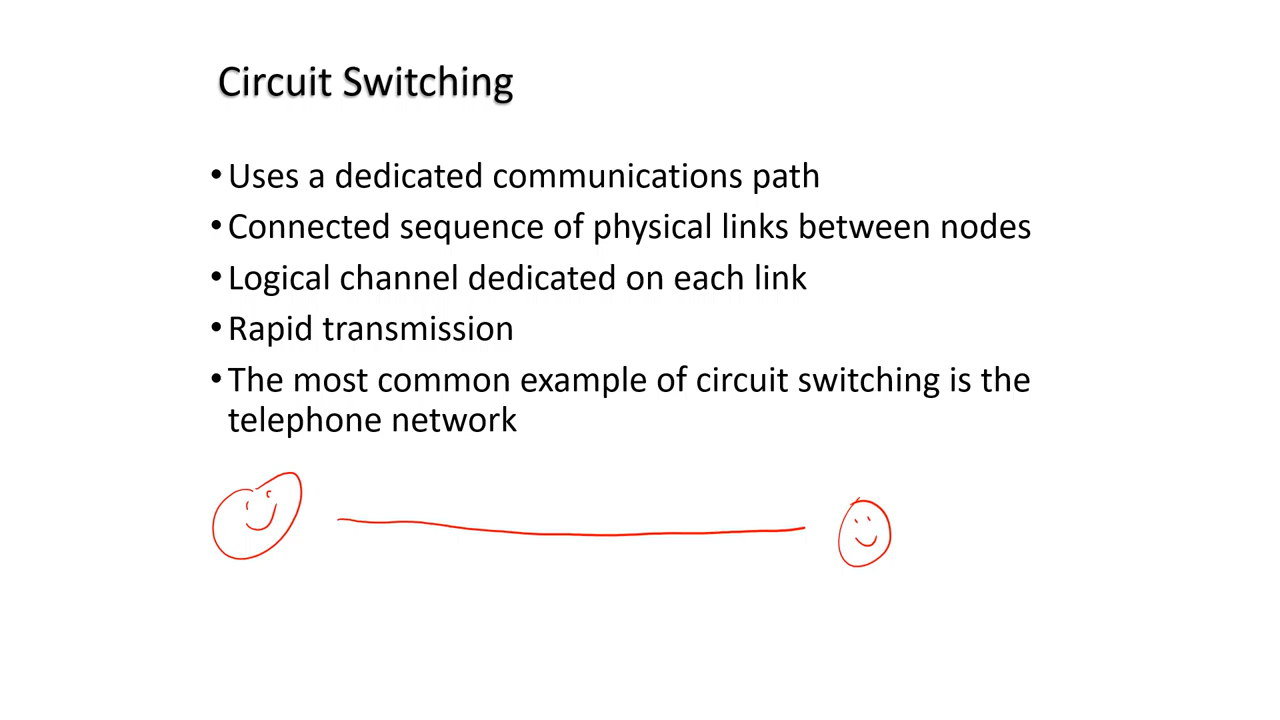 Circuit Switching
• Uses a dedicated communications path
• Connected sequence of physical links between nodes
• Logical channel dedicated on each link
• Rapid transmission
• The most common example of circuit switching is the
telephone network